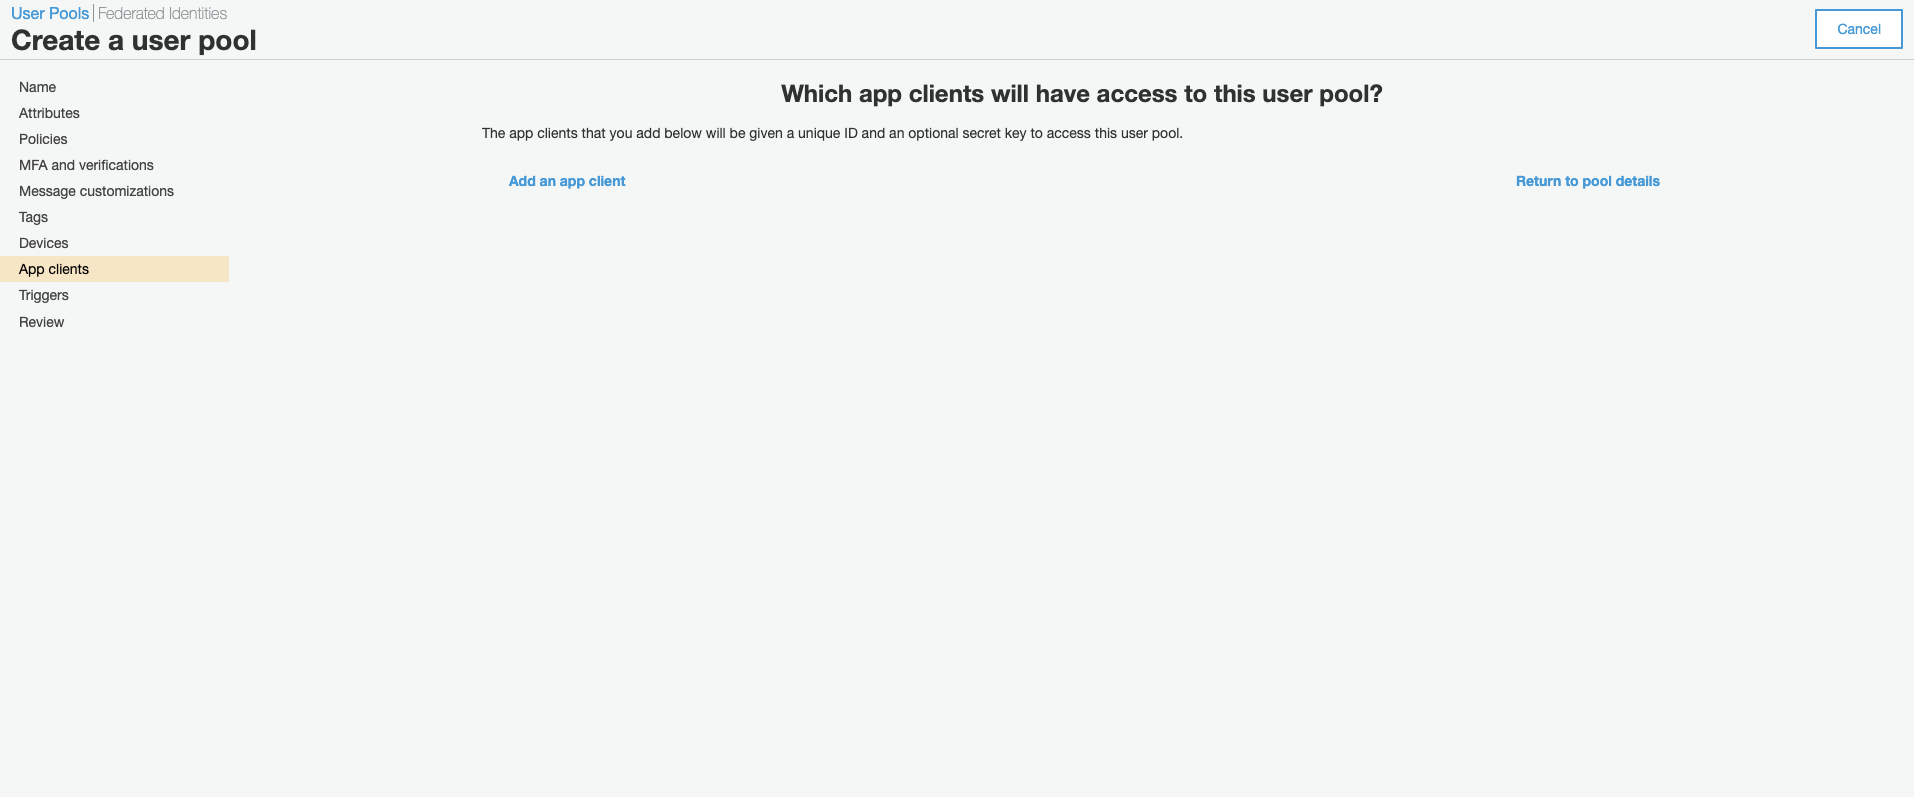 User Pools | Federated Identities
Create a user pool
Cancel
Name
Attributes
Policies
MFA and verifications
Message customizations
Tags
Devices
App clients
Triggers
Review
Which app clients will have access to this user pool?
The app clients that you add below will be given a unique ID and an optional secret key to access this user pool.
Add an app client
Return to pool details